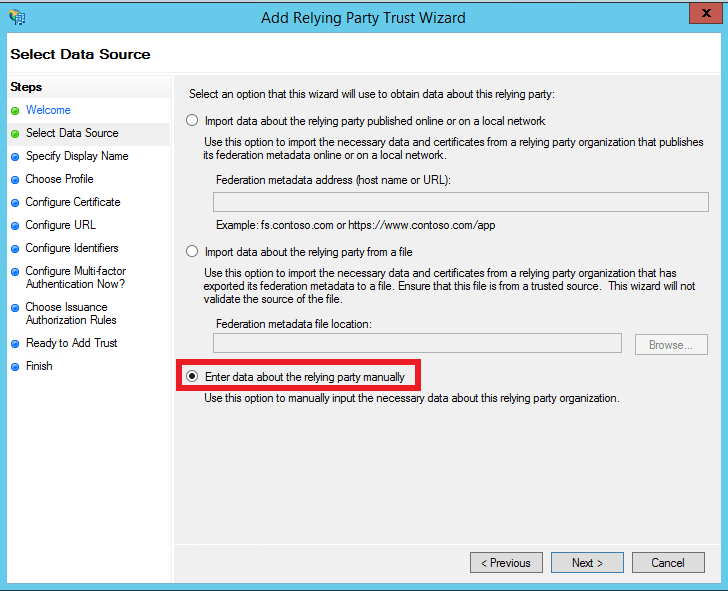 Add Relying Party Trust Wizard
X
Select Data Source
Steps
Welcome
Select Data Source
Specify Display Name
Choose Profile
Configure Certificate
Configure URL
Configure Identifiers
Configure Multi-factor
Authentication Now?
Choose Issuance
Authorization Rules
Ready to Add Trust
Finish
Select an option that this wizard will use to obtain data about this relying party:
Import data about the relying party published online or on a local network
Use this option to import the necessary data and certificates from a relying party organization that publishes
its federation metadata online or on a local network.
Federation metadata address (host name or URL):
Example: fs.contoso.com or https://www.contoso.com/app
Import data about the relying party from a file
Use this option to import the necessary data and certificates from a relying party organization that has
exported its federation metadata to a file. Ensure that this file is from a trusted source.  This wizard will not
validate the source of the file.
Federation metadata file location:
Browse...
Enter data about the relying party manually
Use this option to manually input the necessary data about this relying party organization.
< Previous
Next >
Cancel